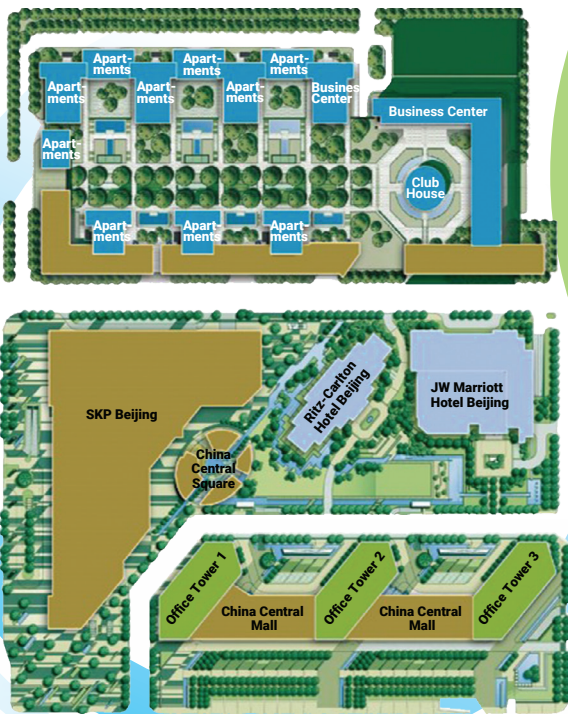 Apart-
ments
Apart-
ments
Apart-
ments
Apart-
ments
Apart-
ments
Apart-
ments
Business
Center
Business Center
Apart-
ments
Club
House
Apart-
ments
Apart-
ments
Apart-
ments
SKP Beijing
China
Central
Square
Ritz-Carlton
Hotel Beijing
JW Marriott
Hotel Beijing
Office Tower 1
China Central
Mall
Office Tower 2
China Central
Mall
Office Tower 3